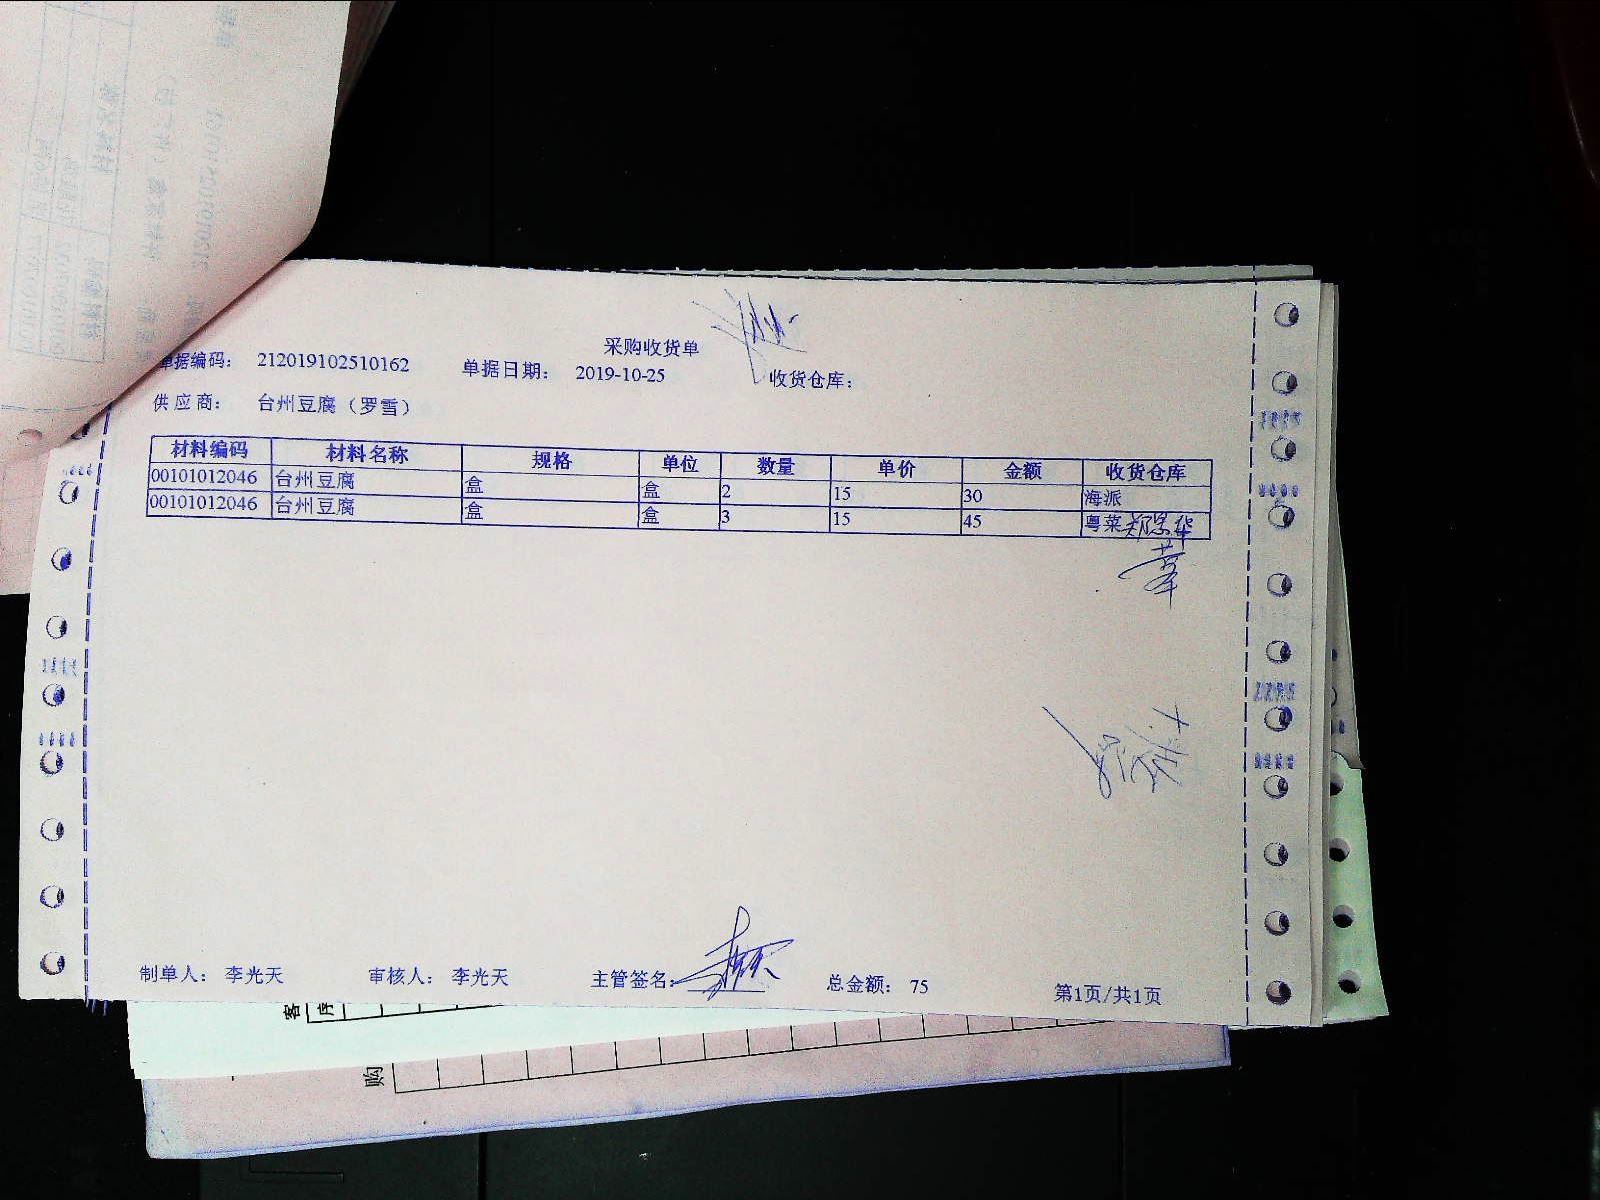 采购收货单
单据编码： 212019102510162 单据日期： 2019-10-25 收货仓库：
供应商： 台州豆腐（罗雪）
材料编码 材料名称 规格 单位 数量 单价 金额 收货仓库
00101012046 台州豆腐 盒 盒 2 15 30 海派
00101012046 台州豆腐 盒 盒 3 15 45 粤菜
制单人： 李光天 审核人： 李光天 主管签名： 总金额： 75 第1页/共1页
客
序
购